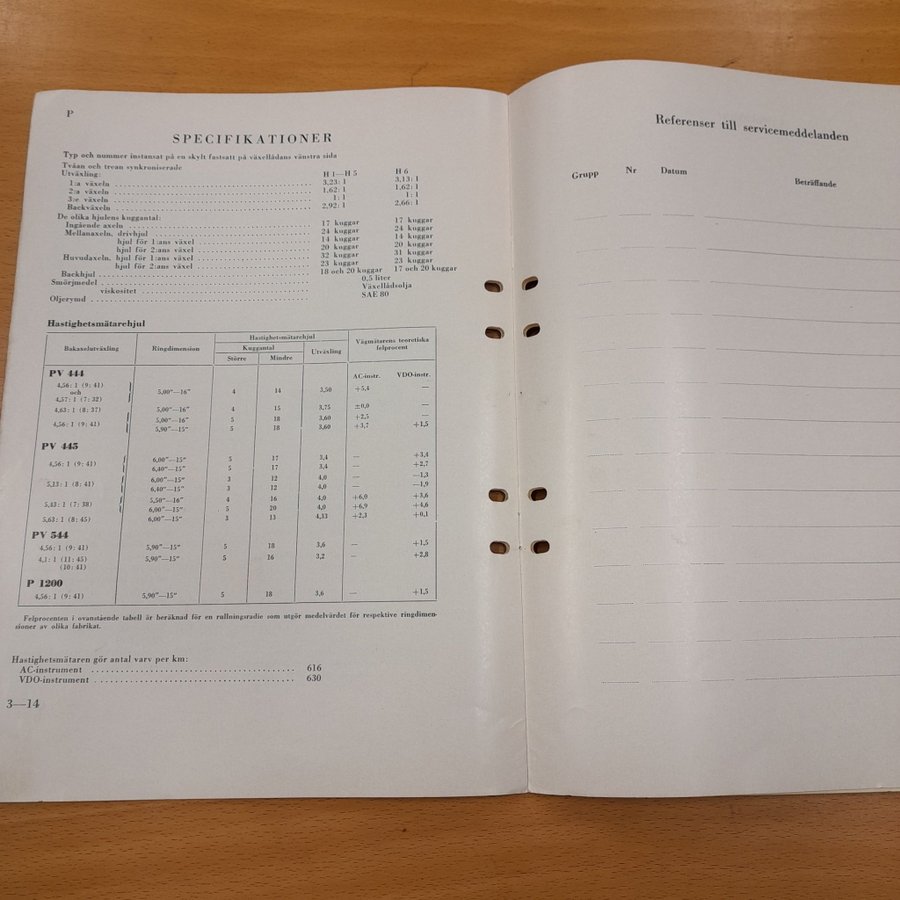 P
SPECIFIKATIONER
Typ och nummer instansat på en skylt fastsatt på växellådans vänstra sida
Tvåan och trean synkroniserade
Utväxling: H 1—H 5 H 6
1:a växeln 3,23: 1 3,13: 1
2:a växeln 1,62: 1 1,62: 1
3:e växeln 1: 1 1: 1
Backväxeln 2,92: 1 2,66: 1
De olika hjulens kuggantal:
Ingående axeln 17 kuggar 17 kuggar
Mellanaxeln, drivhjul 24 kuggar 24 kuggar
hjul för 1:ans växel 14 kuggar 14 kuggar
hjul för 2:ans växel 20 kuggar 20 kuggar
Huvudaxeln, hjul för 1:ans växel 32 kuggar 31 kuggar
hjul för 2:ans växel 23 kuggar 23 kuggar
Backhjul 18 och 20 kuggar 17 och 20 kuggar
Smörjmedel 0,5 liter
viskositet Växellådsolja
Oljerymd SAE 80
Hastighetsmätarehjul
Bakaxelutväxling Ringdimension Hastighetsmätarehjul Vägmätarens teoretiska felprocent
Kuggantal Utväxling
Större Mindre
AC-instr. VDO-instr.
PV 444
4,56: 1 (9: 41)
och 5,00"—16" 4 14 3,50 +5,4 —
4,57: 1 (7: 32)
4,63: 1 (8: 37) 5,00"—16" 4 15 3,75 ±0,0 —
4,56: 1 (9: 41) 5,00"—16" 5 18 3,60 +2,5 —
5,90"—15" 5 18 3,60 +3,7 +1,5
PV 445
4,56: 1 (9: 41) 6,00"—15" 5 17 3,4 — +3,4
6,40"—15" 5 17 3,4 — +2,7
5,13: 1 (8: 41) 6,00"—15" 3 12 4,0 — —1,3
6,40"—15" 3 12 4,0 — —1,9
5,43: 1 (7: 38) 5,50"—16" 4 16 4,0 +6,0 +3,6
6,00"—15" 5 20 4,0 +6,9 +4,6
5,63: 1 (8: 45) 6,00"—15" 3 13 4,33 +2,3 +0,1
PV 544
4,56: 1 (9: 41) 5,90"—15" 5 18 3,6 — +1,5
4,1: 1 (11: 45) 5,90"—15" 5 16 3,2 — +2,8
(10: 41)
P 1200
4,56: 1 (9: 41) 5,90"—15" 5 18 3,6 — +1,5
Felprocenten i ovanstående tabell är beräknad för en rullningsradie som utgör medelvärdet för respektive ringdimen-
sioner av olika fabrikat.
Hastighetsmätaren gör antal varv per km:
AC-instrument 616
VDO-instrument 630
3—14
Referenser till servicemeddelanden
Grupp Nr Datum Beträffande